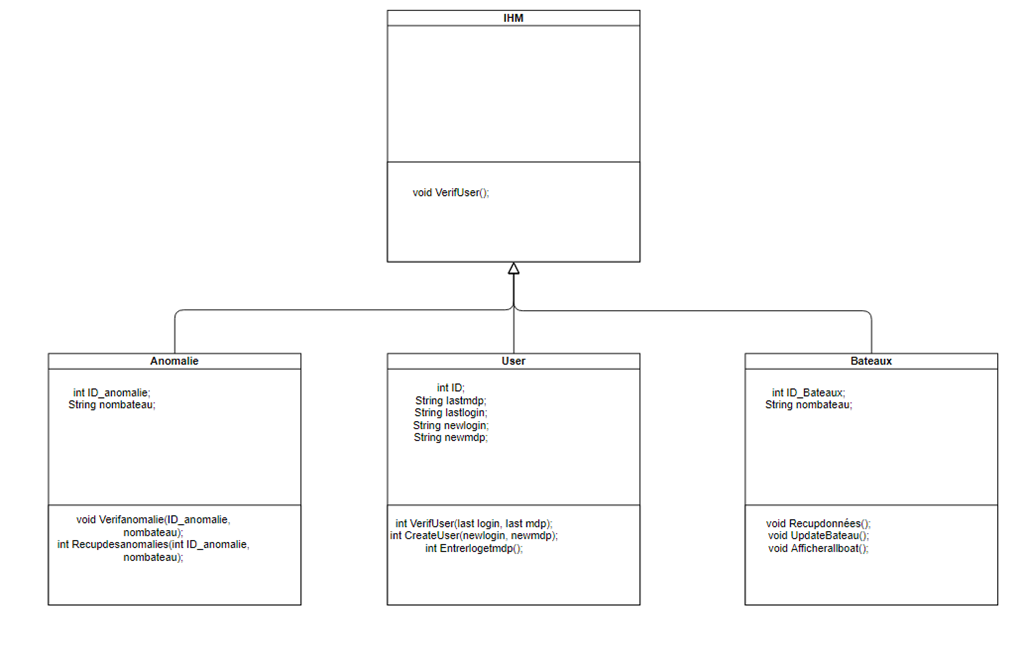 IHM
void VerifUser();
Anomalie
int ID_anomalie;
String nombateau;
void Verifanomalie(ID_anomalie,
nombateau);
int Recupdesanomalies(int ID_anomalie,
nombateau);
User
int ID;
String lastmdp;
String lastlogin;
String newlogin;
String newmdp;
int VerifUser(last login, last mdp);
int CreateUser(newlogin, newmdp);
int Entrerlogetmdp();
Bateaux
int ID_Bateaux;
String nombateau;
void Recupdonnées();
void UpdateBateau();
void Afficherallboat();